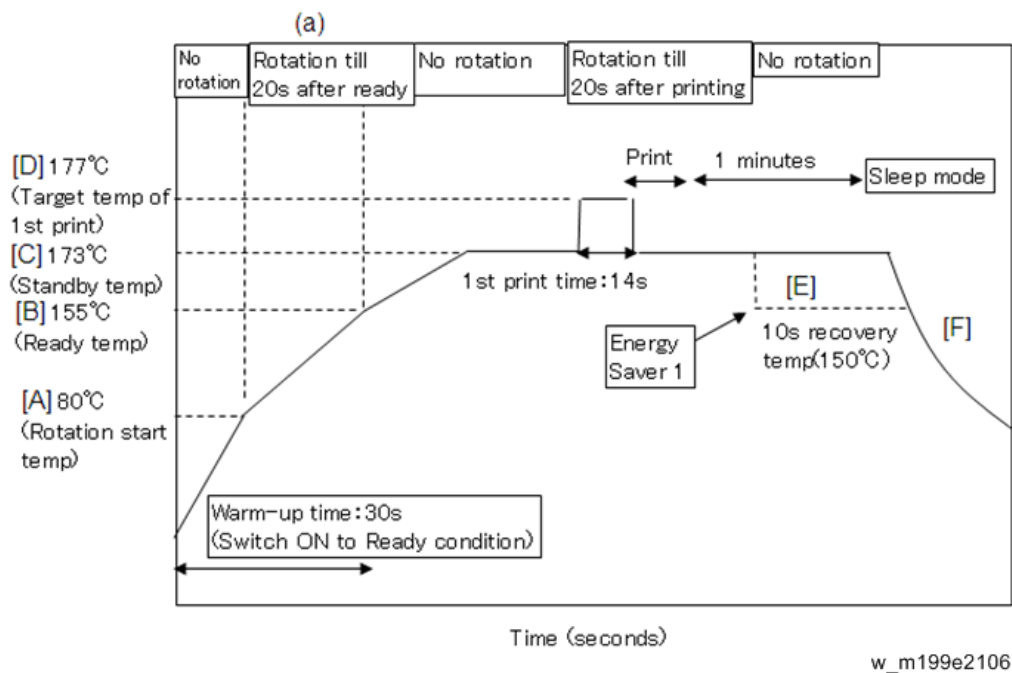 (a)
No
rotation
Rotation till
20s after ready
No rotation
Rotation till
20s after printing
No rotation
[D] 177℃
(Target temp of
1st print)
[C] 173℃
(Standby temp)
[B] 155℃
(Ready temp)
[A] 80℃
(Rotation start
temp)
Print
1 minutes
Sleep mode
1st print time:14s
[E]
[F]
Energy
Saver 1
10s recovery
temp(150℃)
Warm-up time:30s
(Switch ON to Ready condition)
Time (seconds)
w_m199e2106